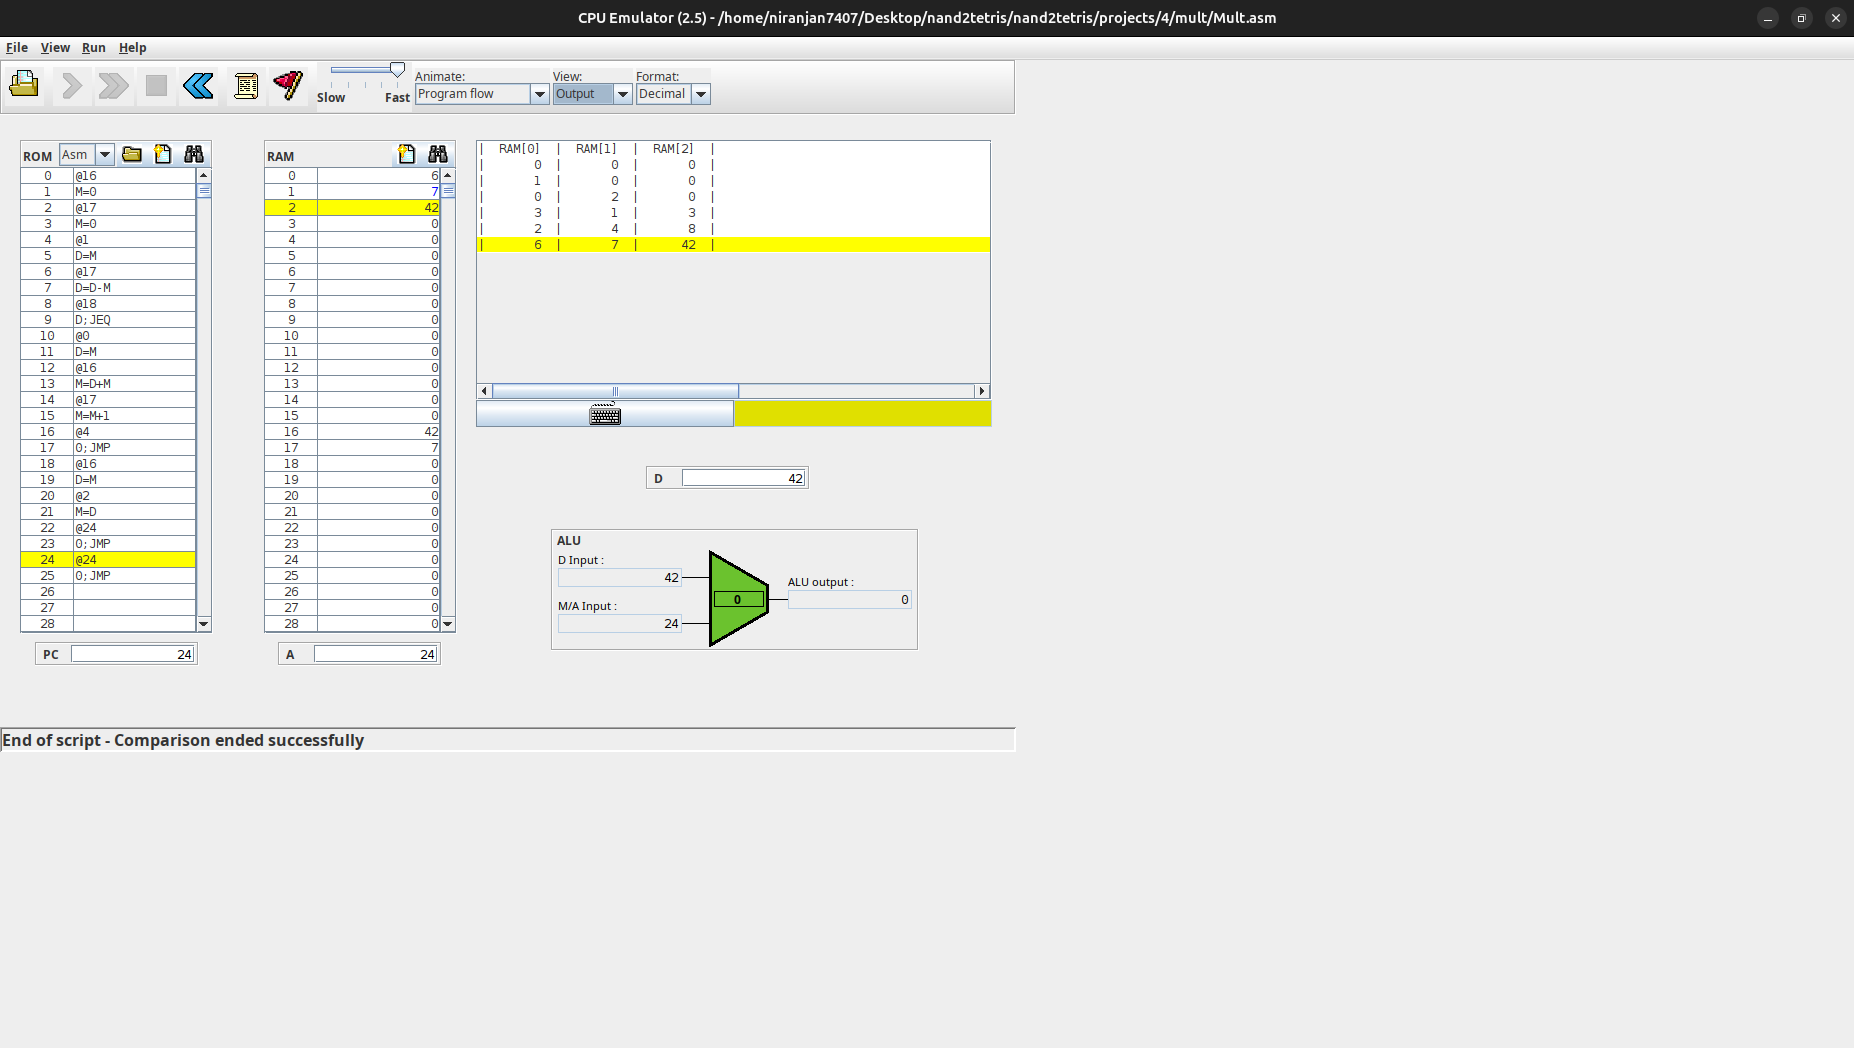 CPU Emulator (2.5) - /home/niranjan7407/Desktop/nand2tetris/nand2tetris/projects/4/mult/Mult.asm
File View Run Help
Slow Fast
Animate: View: Format:
Program flow Output Decimal
ROM Asm
0 @16
1 M=0
2 @17
3 M=0
4 @1
5 D=M
6 @17
7 D=D-M
8 @18
9 D;JEQ
10 @0
11 D=M
12 @16
13 M=D+M
14 @17
15 M=M+1
16 @4
17 0;JMP
18 @16
19 D=M
20 @2
21 M=D
22 @24
23 0;JMP
24 @24
25 0;JMP
26
27
28
PC 24
RAM
0 6
1 7
2 42
3 0
4 0
5 0
6 0
7 0
8 0
9 0
10 0
11 0
12 0
13 0
14 0
15 0
16 42
17 7
18 0
19 0
20 0
21 0
22 0
23 0
24 0
25 0
26 0
27 0
28 0
A 24
| RAM[0] | RAM[1] | RAM[2] |
| 0 | 0 | 0 |
| 1 | 0 | 0 |
| 0 | 2 | 0 |
| 3 | 1 | 3 |
| 2 | 4 | 8 |
| 6 | 7 | 42 |
D 42
ALU
D Input :
42
M/A Input :
24
0
ALU output :
0
End of script - Comparison ended successfully